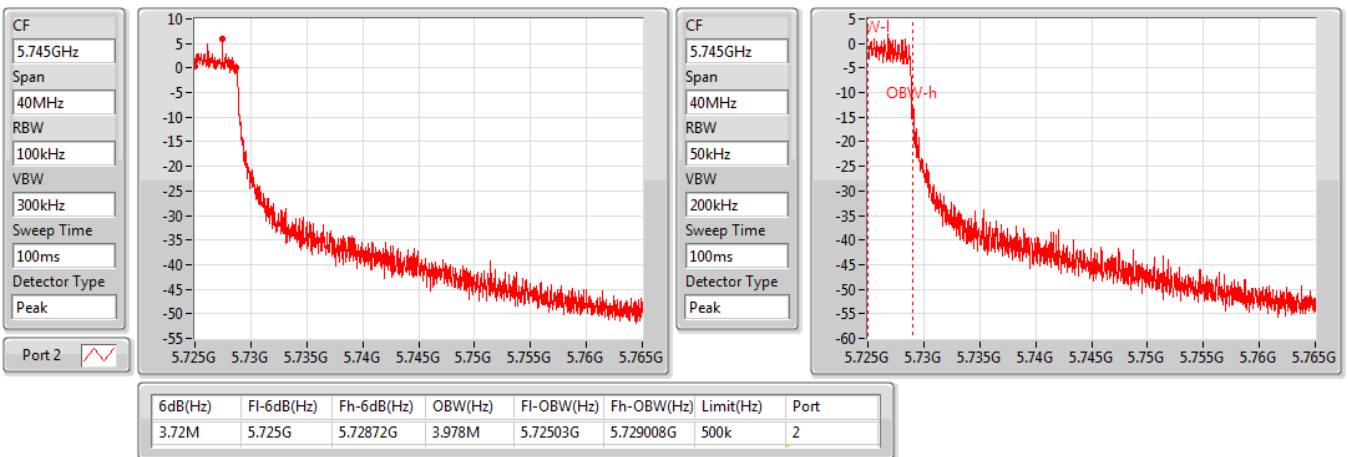 CF
5.745GHz
Span
40MHz
RBW
100kHz
VBW
300kHz
Sweep Time
100ms
Detector Type
Peak
Port 2
10
5
0
-5
-10
-15
-20
-25
-30
-35
-40
-45
-50
-55
5.725G 5.73G 5.735G 5.74G 5.745G 5.75G 5.755G 5.76G 5.765G
CF
5.745GHz
Span
40MHz
RBW
50kHz
VBW
200kHz
Sweep Time
100ms
Detector Type
Peak
5
0
-5
-10
-15
-20
-25
-30
-35
-40
-45
-50
-55
-60
W-l
OBW-h
5.725G 5.73G 5.735G 5.74G 5.745G 5.75G 5.755G 5.76G 5.765G
6dB(Hz) Fl-6dB(Hz) Fh-6dB(Hz) OBW(Hz) Fl-OBW(Hz) Fh-OBW(Hz) Limit(Hz) Port
3.72M 5.725G 5.72872G 3.978M 5.72503G 5.729008G 500k 2